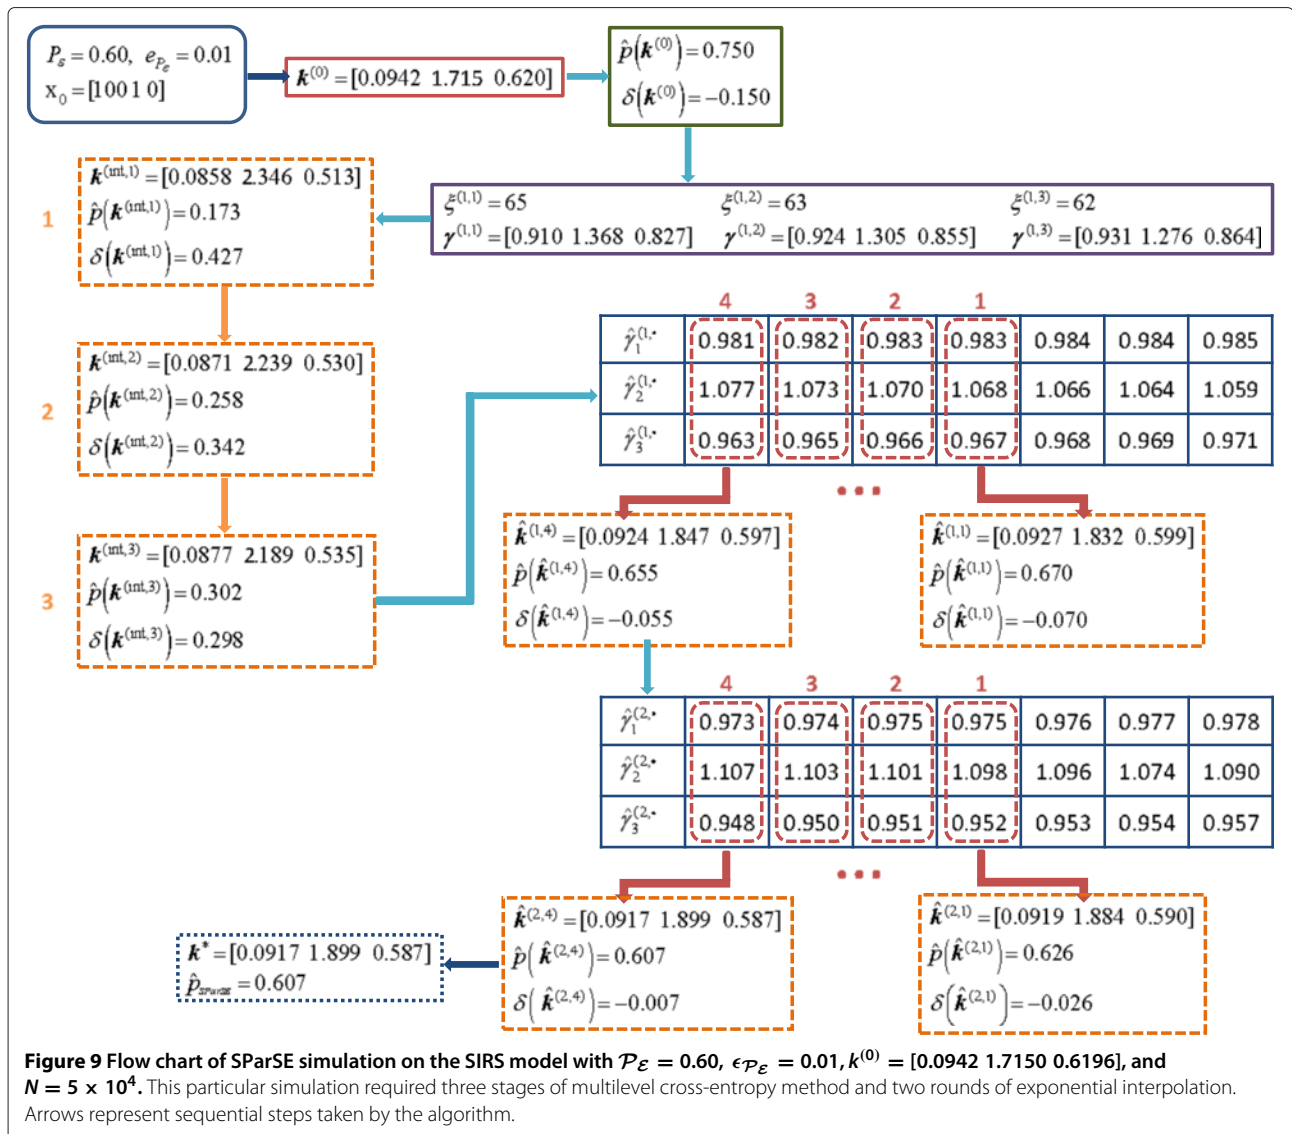 P_s = 0.60, e_{P_ε} = 0.01
x_0 = [100 1 0]
k^(0) = [0.0942 1.715 0.620]
p̂(k^(0)) = 0.750
δ(k^(0)) = −0.150
ξ^(1,1) = 65 ξ^(1,2) = 63 ξ^(1,3) = 62
γ^(1,1) = [0.910 1.368 0.827] γ^(1,2) = [0.924 1.305 0.855] γ^(1,3) = [0.931 1.276 0.864]
1
k^(int,1) = [0.0858 2.346 0.513]
p̂(k^(int,1)) = 0.173
δ(k^(int,1)) = 0.427
2
k^(int,2) = [0.0871 2.239 0.530]
p̂(k^(int,2)) = 0.258
δ(k^(int,2)) = 0.342
3
k^(int,3) = [0.0877 2.189 0.535]
p̂(k^(int,3)) = 0.302
δ(k^(int,3)) = 0.298
4 3 2 1
γ̂_1^(1,• 0.981 0.982 0.983 0.983 0.984 0.984 0.985
γ̂_2^(1,• 1.077 1.073 1.070 1.068 1.066 1.064 1.059
γ̂_3^(1,• 0.963 0.965 0.966 0.967 0.968 0.969 0.971
...
k̂^(1,4) = [0.0924 1.847 0.597]
p̂(k̂^(1,4)) = 0.655
δ(k̂^(1,4)) = −0.055
k̂^(1,1) = [0.0927 1.832 0.599]
p̂(k̂^(1,1)) = 0.670
δ(k̂^(1,1)) = −0.070
4 3 2 1
γ̂_1^(2,• 0.973 0.974 0.975 0.975 0.976 0.977 0.978
γ̂_2^(2,• 1.107 1.103 1.101 1.098 1.096 1.074 1.090
γ̂_3^(2,• 0.948 0.950 0.951 0.952 0.953 0.954 0.957
...
k̂^(2,4) = [0.0917 1.899 0.587]
p̂(k̂^(2,4)) = 0.607
δ(k̂^(2,4)) = −0.007
k̂^(2,1) = [0.0919 1.884 0.590]
p̂(k̂^(2,1)) = 0.626
δ(k̂^(2,1)) = −0.026
k* = [0.0917 1.899 0.587]
p̂_SParSE = 0.607
Figure 9 Flow chart of SParSE simulation on the SIRS model with P_ε = 0.60, ϵ_{P_ε} = 0.01, k^(0) = [0.0942 1.7150 0.6196], and
N = 5 x 10^4. This particular simulation required three stages of multilevel cross-entropy method and two rounds of exponential interpolation.
Arrows represent sequential steps taken by the algorithm.